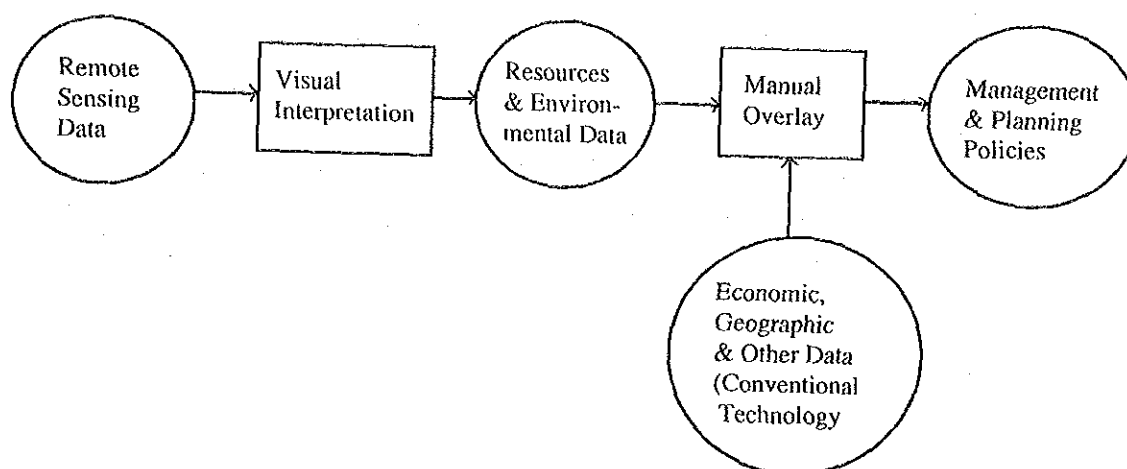 Remote
Sensing
Data
Visual
Interpretation
Resources
& Environ-
mental Data
Manual
Overlay
Management
& Planning
Policies
Economic,
Geographic
& Other Data
(Conventional
Technology